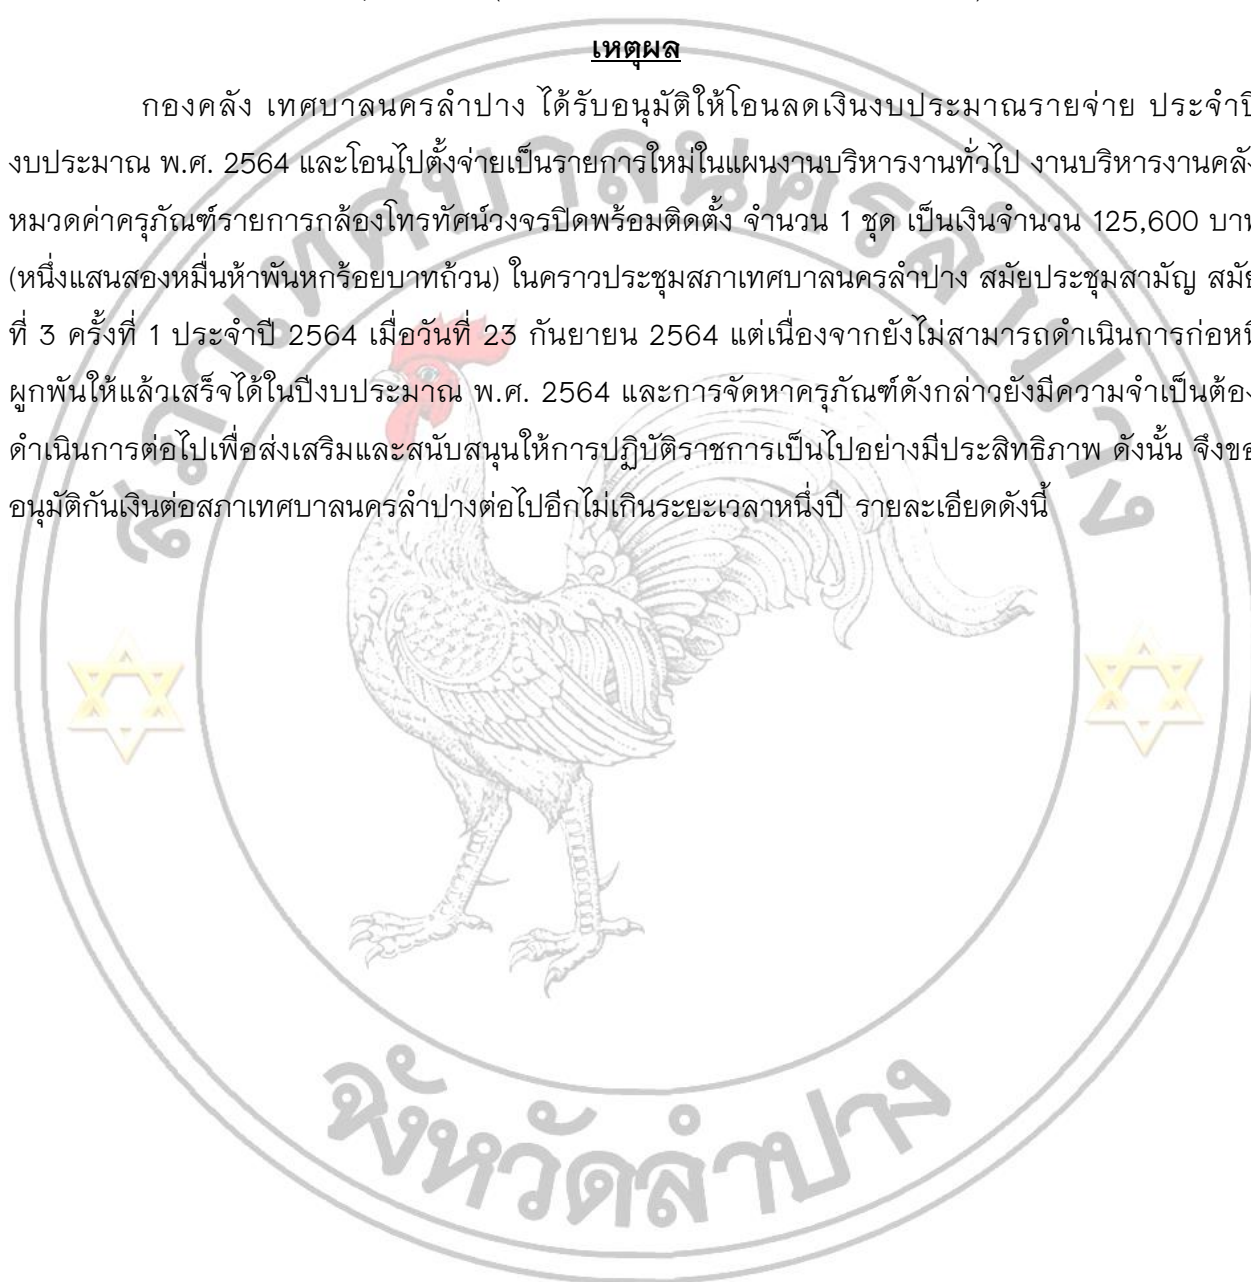 เหตุผล
กองคลัง เทศบาลนครลำปาง ได้รับอนุมัติให้โอนลดเงินงบประมาณรายจ่าย ประจำปี
งบประมาณ พ.ศ. 2564 และโอนไปตั้งจ่ายเป็นรายการใหม่ในแผนงานบริหารงานทั่วไป งานบริหารงานคลัง
หมวดค่าครุภัณฑ์รายการกล้องโทรทัศน์วงจรปิดพร้อมติดตั้ง จำนวน 1 ชุด เป็นเงินจำนวน 125,600 บาท
(หนึ่งแสนสองหมื่นห้าพันหกร้อยบาทถ้วน) ในคราวประชุมสภาเทศบาลนครลำปาง สมัยประชุมสามัญ สมัย
ที่ 3 ครั้งที่ 1 ประจำปี 2564 เมื่อวันที่ 23 กันยายน 2564 แต่เนื่องจากยังไม่สามารถดำเนินการก่อหนี้
ผูกพันให้แล้วเสร็จได้ในปีงบประมาณ พ.ศ. 2564 และการจัดหาครุภัณฑ์ดังกล่าวยังมีความจำเป็นต้อง
ดำเนินการต่อไปเพื่อส่งเสริมและสนับสนุนให้การปฏิบัติราชการเป็นไปอย่างมีประสิทธิภาพ ดังนั้น จึงขอ
อนุมัติกันเงินต่อสภาเทศบาลนครลำปางต่อไปอีกไม่เกินระยะเวลาหนึ่งปี รายละเอียดดังนี้
สภาเทศบาลนครลำปาง
จังหวัดลำปาง